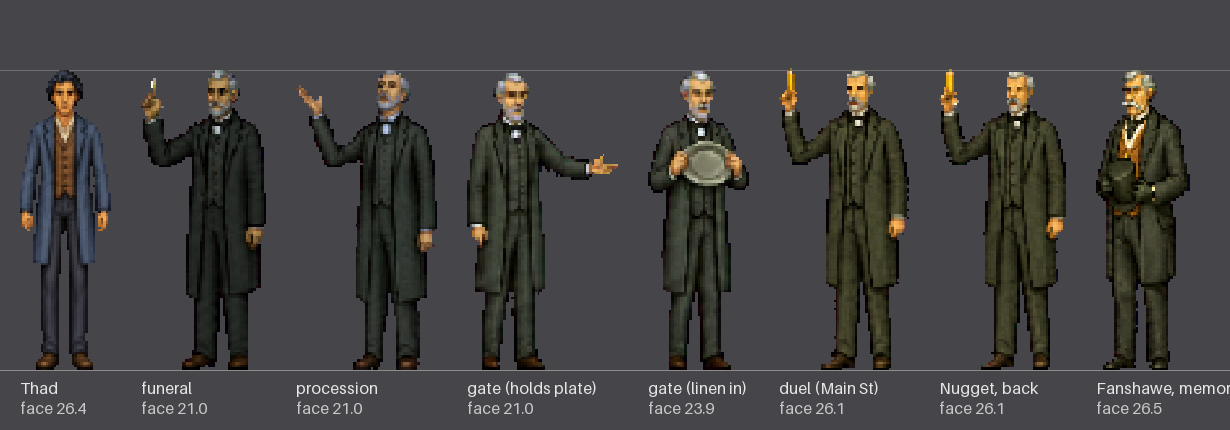 Thad
face 26.4
funeral
face 21.0
procession
face 21.0
gate (holds plate)
face 21.0
gate (linen in)
face 23.9
duel (Main St)
face 26.1
Nugget, back
face 26.1
Fanshawe, memor
face 26.5